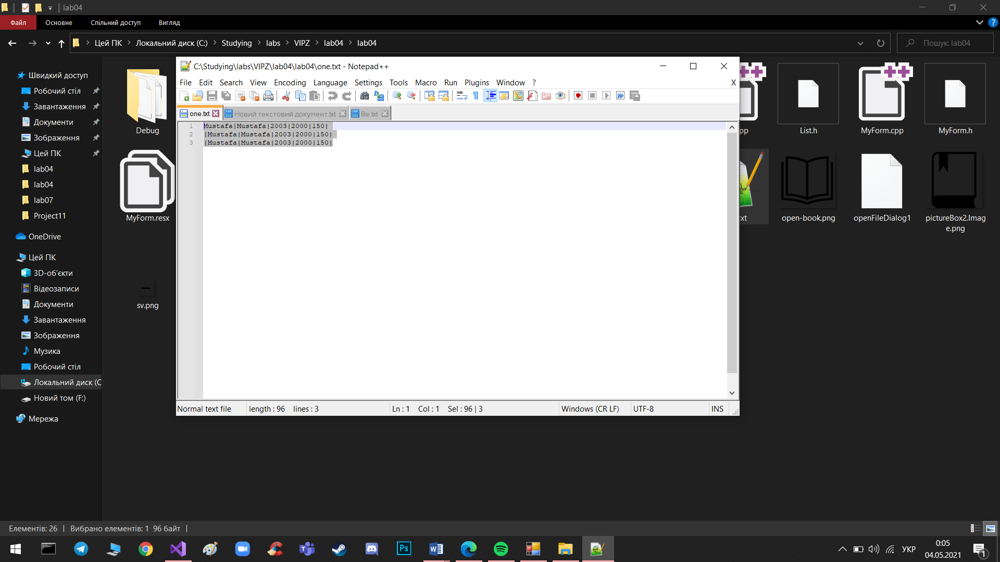 lab04
Файл Основне Спільний доступ Вигляд
Цей ПК Локальний диск (C:) Studying labs VIPZ lab04 lab04
Пошук: lab04
Швидкий доступ
Робочий стіл
Завантаження
Документи
Зображення
Цей ПК
lab04
lab04
lab07
Project11
OneDrive
Цей ПК
3D-об'єкти
Відеозаписи
Документи
Завантаження
Зображення
Музика
Робочий стіл
Локальний диск (C
Новий том (F:)
Мережа
Debug
MyForm.resx
sv.png
C:\Studying\labs\VIPZ\lab04\lab04\one.txt - Notepad++
File Edit Search View Encoding Language Settings Tools Macro Run Plugins Window ? X
one.txt Новий текстовий документ.txt file.txt
1 Mustafa|Mustafa|2003|2000|150|
2 |Mustafa|Mustafa|2003|2000|150|
3 |Mustafa|Mustafa|2003|2000|150|
Normal text file length : 96 lines : 3 Ln : 1 Col : 1 Sel : 96 | 3 Windows (CR LF) UTF-8 INS
pp
List.h
MyForm.cpp
MyForm.h
txt
open-book.png
openFileDialog1
pictureBox2.Imag
e.png
Елементів: 26 Вибрано елементів: 1 96 байт
Ps
УКР
0:05
04.05.2021
1